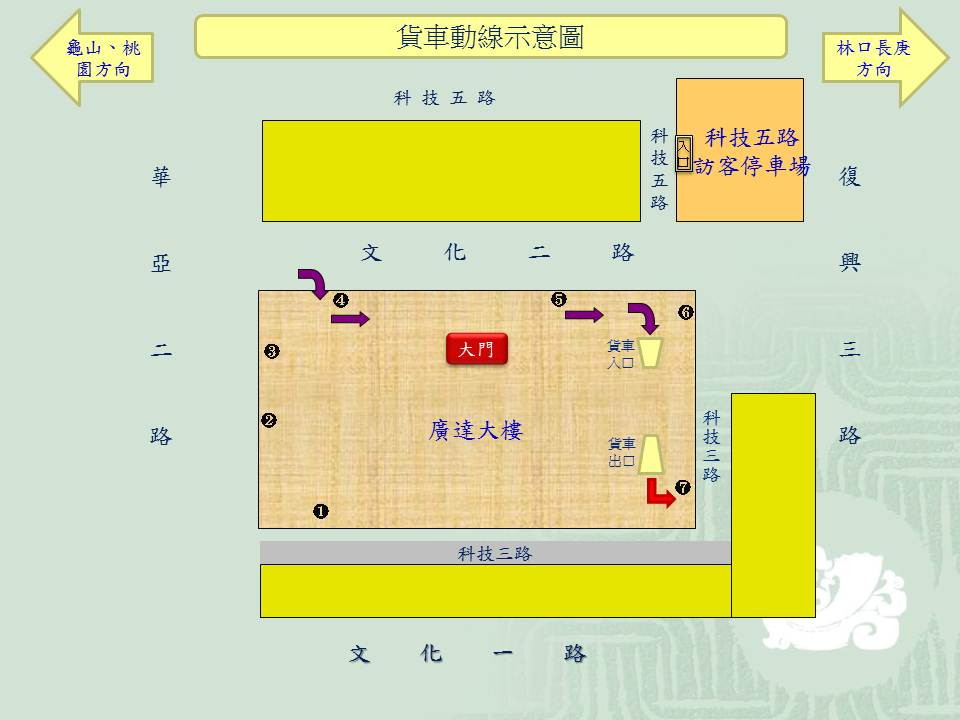 貨車動線示意圖
龜山、桃
園方向
林口長庚
方向
科技五路
科技五路
入口
科技五路
訪客停車場
華亞二路
復興三路
文化二路
❹
❺
❻
大門
貨車
入口
❸
❷
廣達大樓
科技三路
貨車
出口
❼
❶
科技三路
文化一路